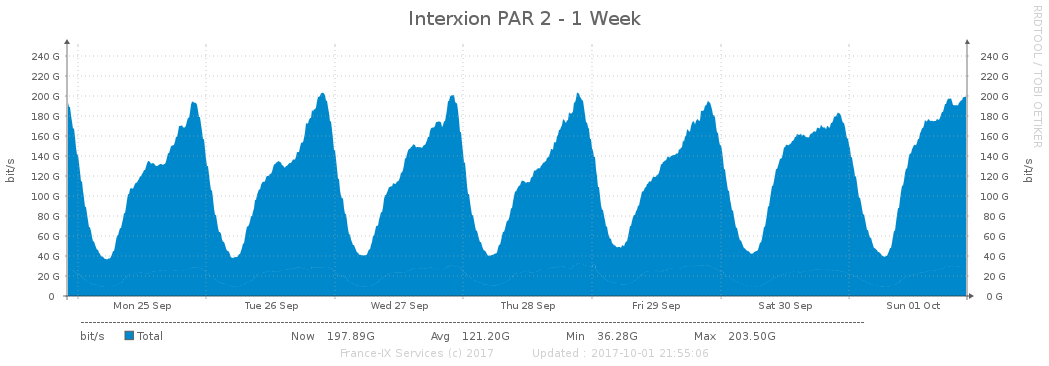 Interxion PAR 2 - 1 Week
RRDTOOL / TOBI OETIKER
240 G 240 G
220 G 220 G
200 G 200 G
180 G 180 G
160 G 160 G
140 G 140 G
120 G 120 G
100 G 100 G
80 G 80 G
60 G 60 G
40 G 40 G
20 G 20 G
0 0 G
bit/s bit/s
Mon 25 Sep Tue 26 Sep Wed 27 Sep Thu 28 Sep Fri 29 Sep Sat 30 Sep Sun 01 Oct
bit/s Total Now 197.89G Avg 121.20G Min 36.28G Max 203.50G
France-IX Services (c) 2017 Updated : 2017-10-01 21:55:06